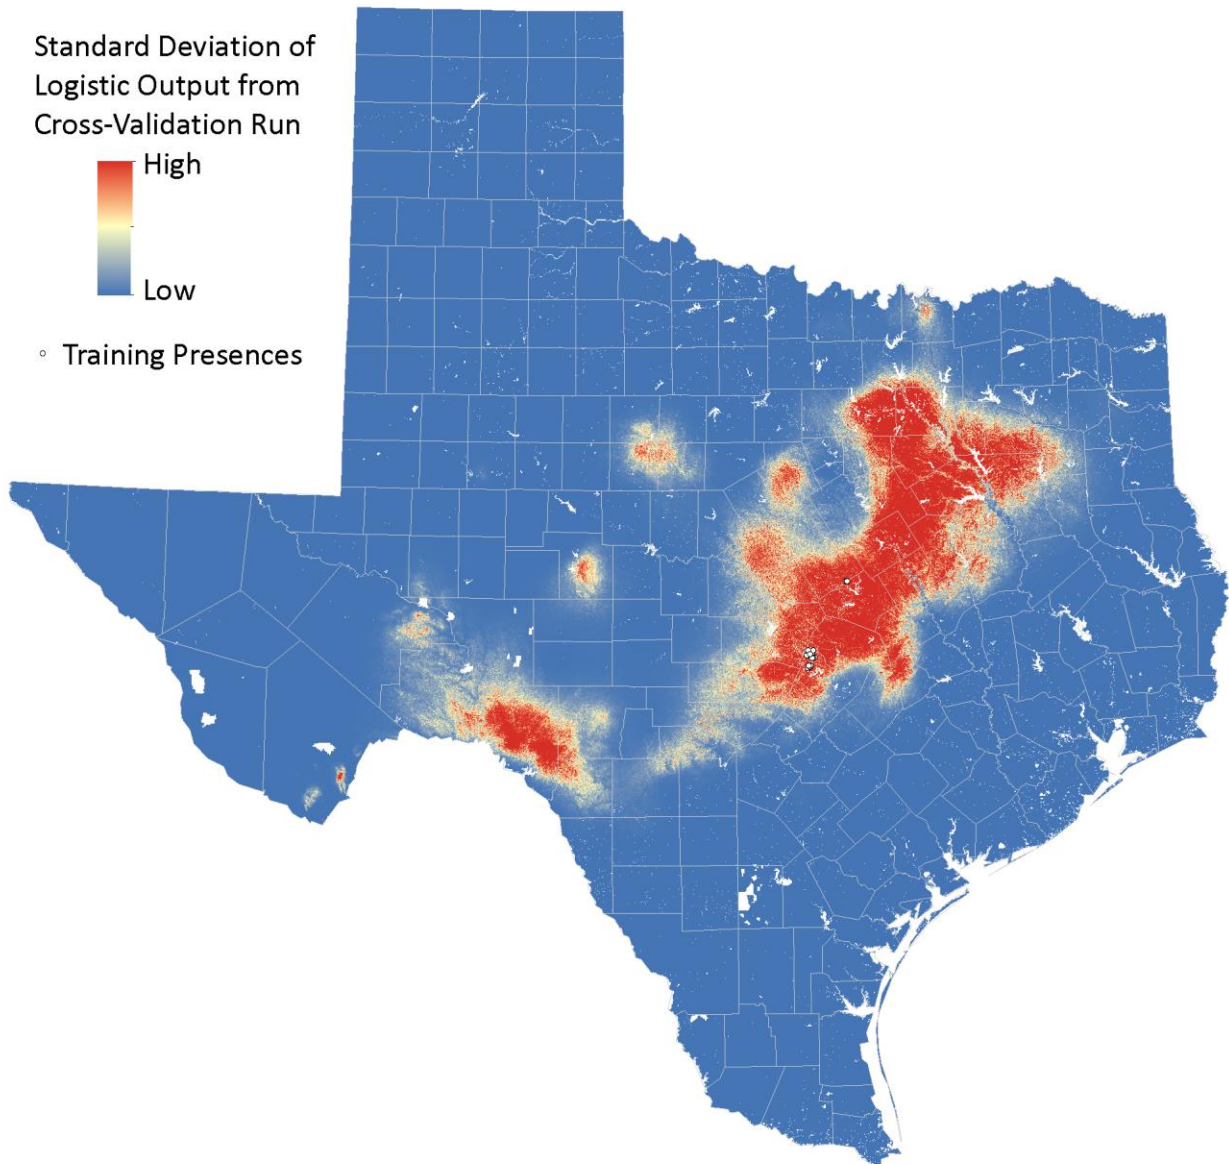 Standard Deviation of
Logistic Output from
Cross-Validation Run
High
Low
Training Presences